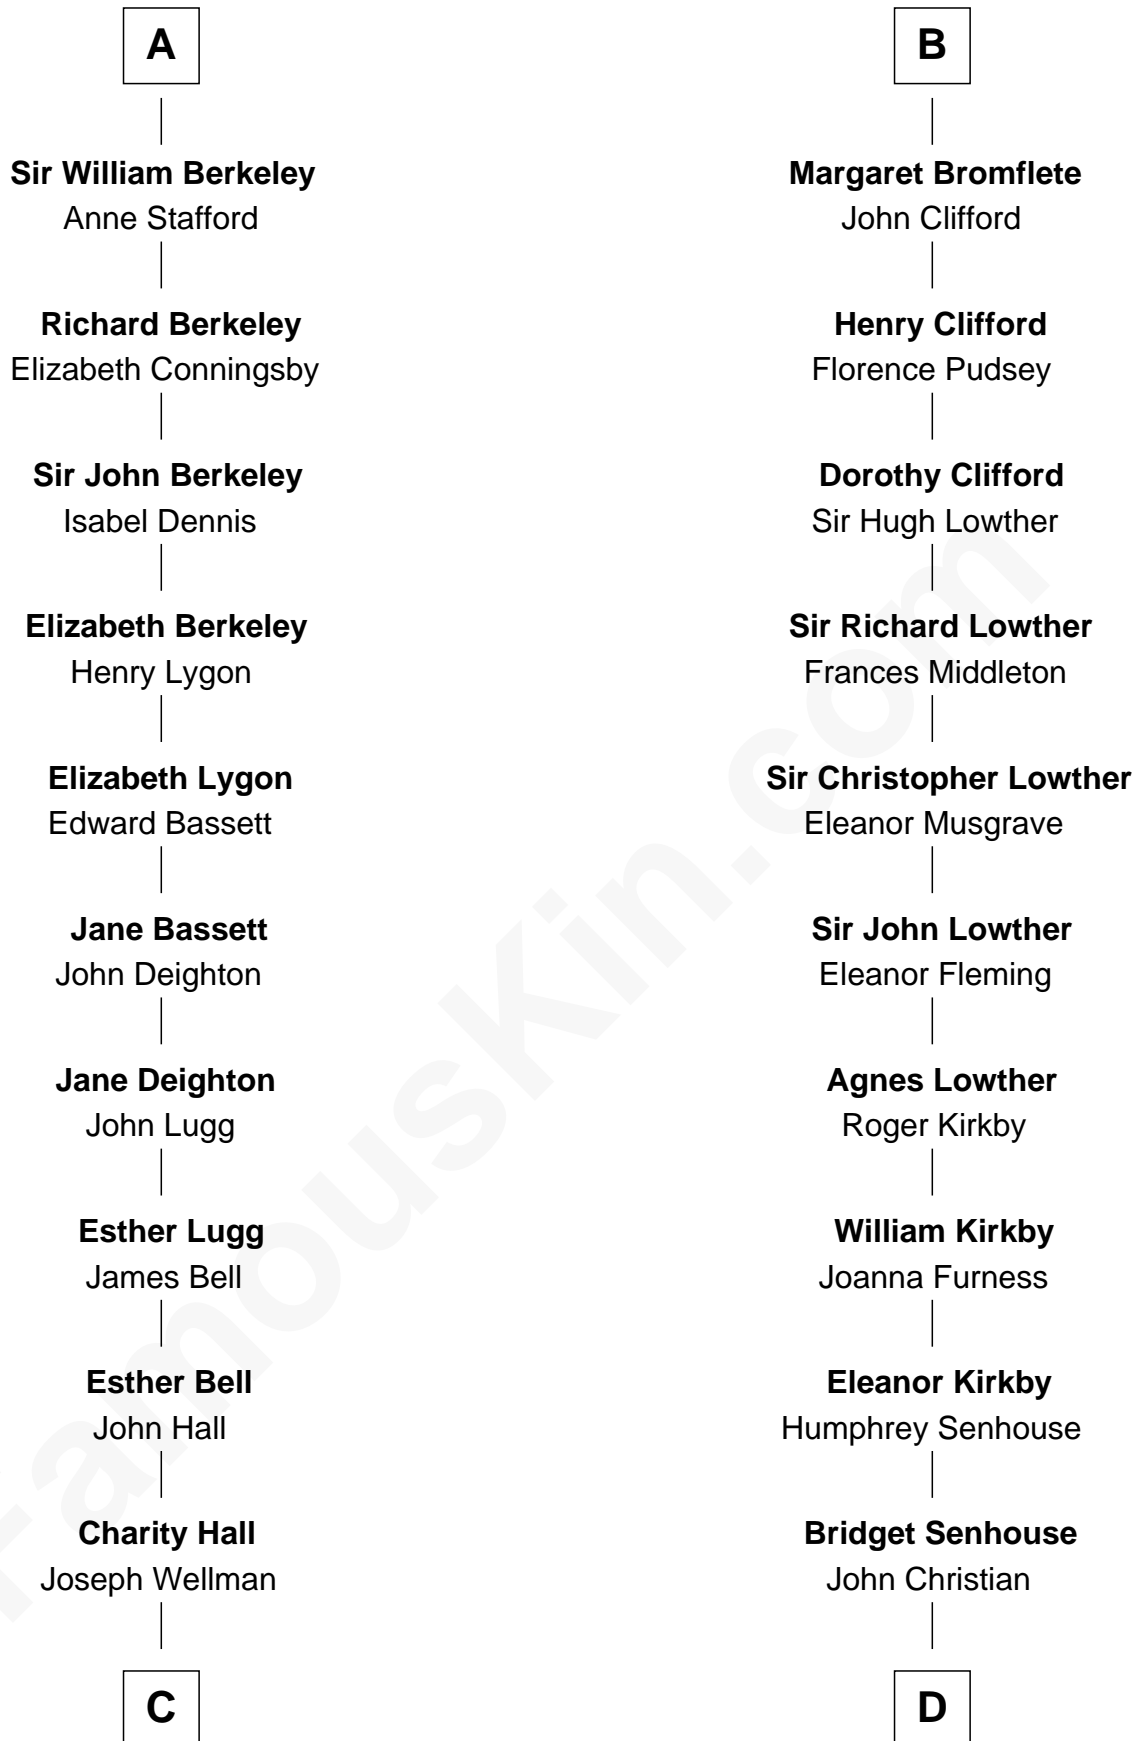 A
Sir William Berkeley
Anne Stafford
Richard Berkeley
Elizabeth Conningsby
Sir John Berkeley
Isabel Dennis
Elizabeth Berkeley
Henry Lygon
Elizabeth Lygon
Edward Bassett
Jane Bassett
John Deighton
Jane Deighton
John Lugg
Esther Lugg
James Bell
Esther Bell
John Hall
Charity Hall
Joseph Wellman
C
B
Margaret Bromflete
John Clifford
Henry Clifford
Florence Pudsey
Dorothy Clifford
Sir Hugh Lowther
Sir Richard Lowther
Frances Middleton
Sir Christopher Lowther
Eleanor Musgrave
Sir John Lowther
Eleanor Fleming
Agnes Lowther
Roger Kirkby
William Kirkby
Joanna Furness
Eleanor Kirkby
Humphrey Senhouse
Bridget Senhouse
John Christian
D
FamousKin.com